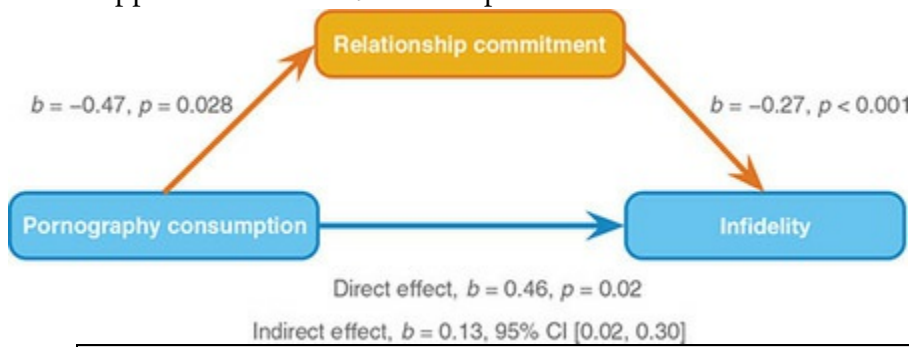 Relationship commitment
b = −0.47, p = 0.028
b = −0.27, p < 0.001
Pornography consumption
Infidelity
Direct effect, b = 0.46, p = 0.02
Indirect effect, b = 0.13, 95% CI [0.02, 0.30]